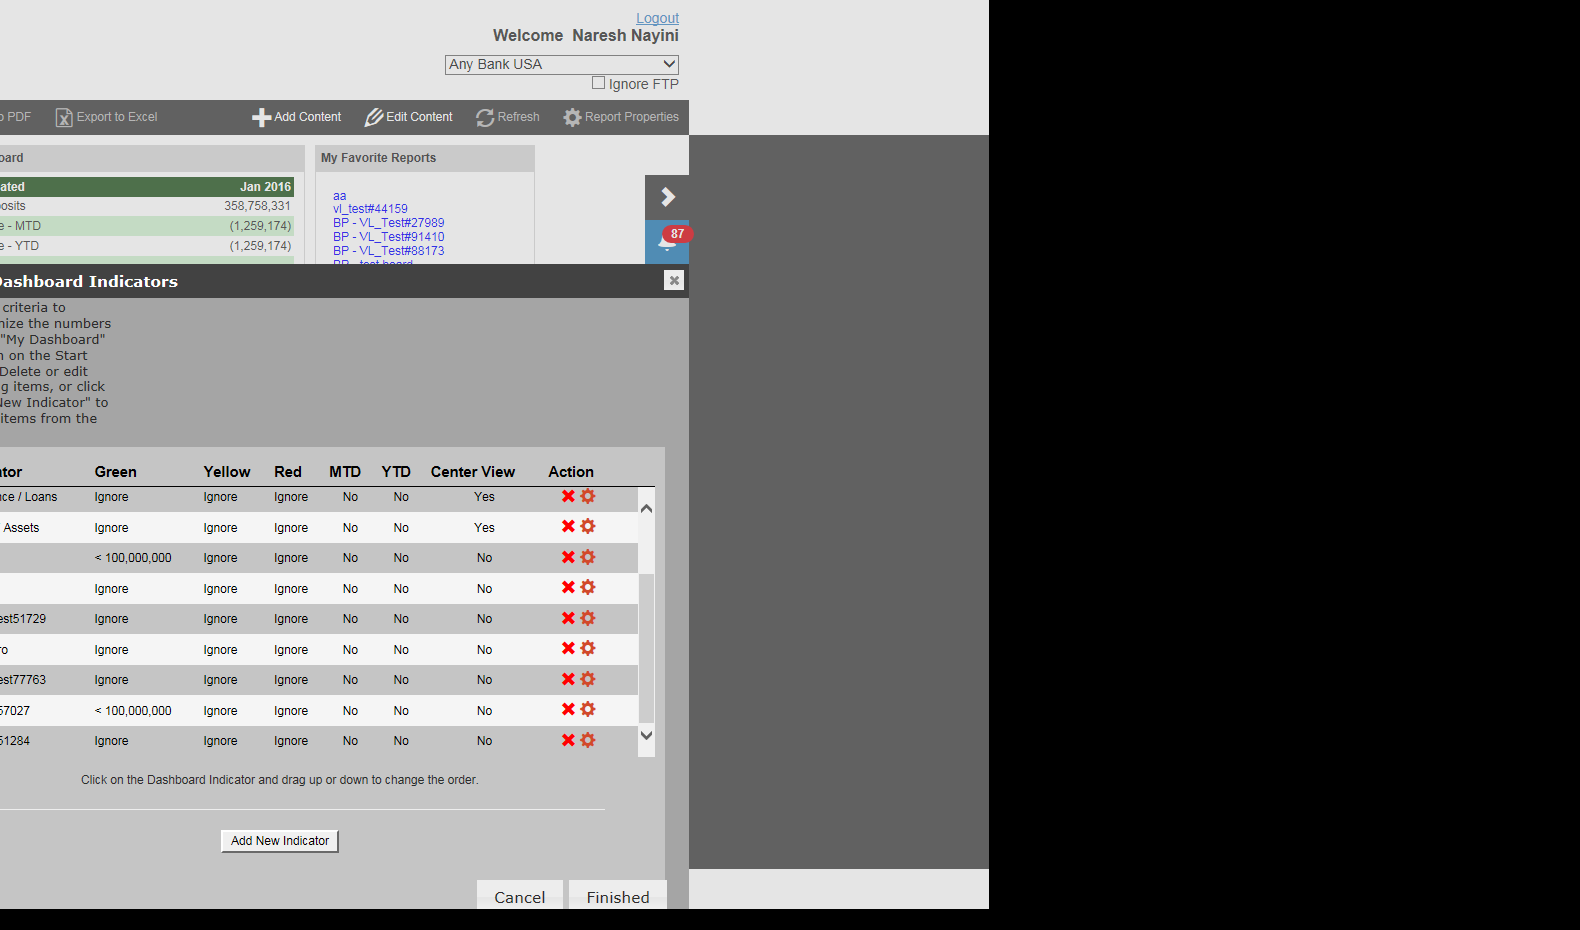 Logout
Welcome Naresh Nayini
Any Bank USA
Ignore FTP
PDF Export to Excel Add Content Edit Content Refresh Report Properties
oard My Favorite Reports
ated Jan 2016
osits 358,758,331
e - MTD (1,259,174)
e - YTD (1,259,174)
aa
vl_test#44159
BP - VL_Test#27989
BP - VL_Test#91410
BP - VL_Test#88173
87
Dashboard Indicators
criteria to
mize the numbers
"My Dashboard"
n on the Start
Delete or edit
g items, or click
New Indicator" to
items from the
ator Green Yellow Red MTD YTD Center View Action
nce / Loans Ignore Ignore Ignore No No Yes
/ Assets Ignore Ignore Ignore No No Yes
< 100,000,000 Ignore Ignore No No No
Ignore Ignore Ignore No No No
est51729 Ignore Ignore Ignore No No No
ro Ignore Ignore Ignore No No No
est77763 Ignore Ignore Ignore No No No
57027 < 100,000,000 Ignore Ignore No No No
51284 Ignore Ignore Ignore No No No
Click on the Dashboard Indicator and drag up or down to change the order.
Add New Indicator
Cancel Finished